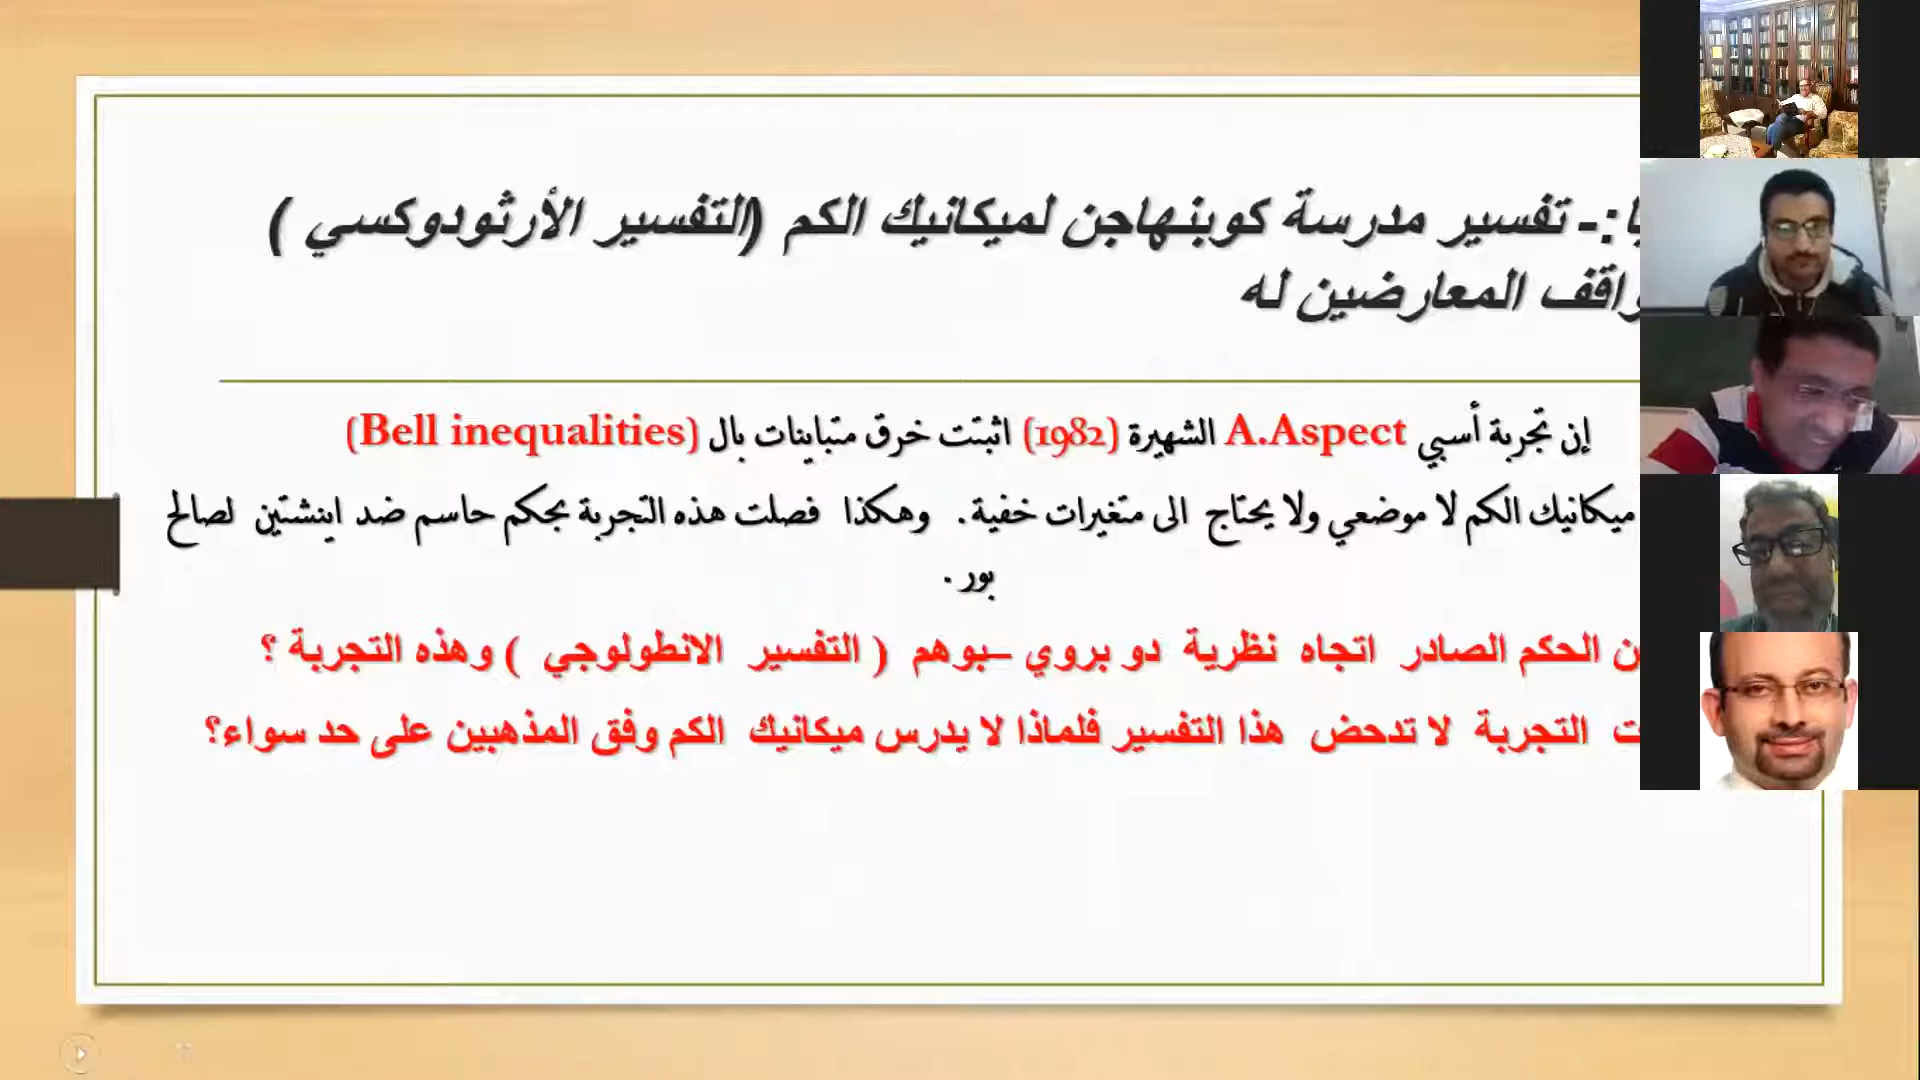 تفسير مدرسة كوبنهاجن لميكانيك الكم (التفسير الأرثودوكسي )
المعارضين له
إن تجربة أسبي A.Aspect الشهيرة (1982) اثبتت خرق متباينات بال (Bell inequalities)
ميكانيك الكم لا موضعي ولا يحتاج الى متغيرات خفية . وهكذا فصلت هذه التجربة بحكم حاسم ضد اينشتين لصالح
بور .
الحكم الصادر اتجاه نظرية دو بروي –بوهم ( التفسير الانطولوجي ) وهذه التجربة ؟
التجربة لا تدحض هذا التفسير فلماذا لا يدرس ميكانيك الكم وفق المذهبين على حد سواء؟